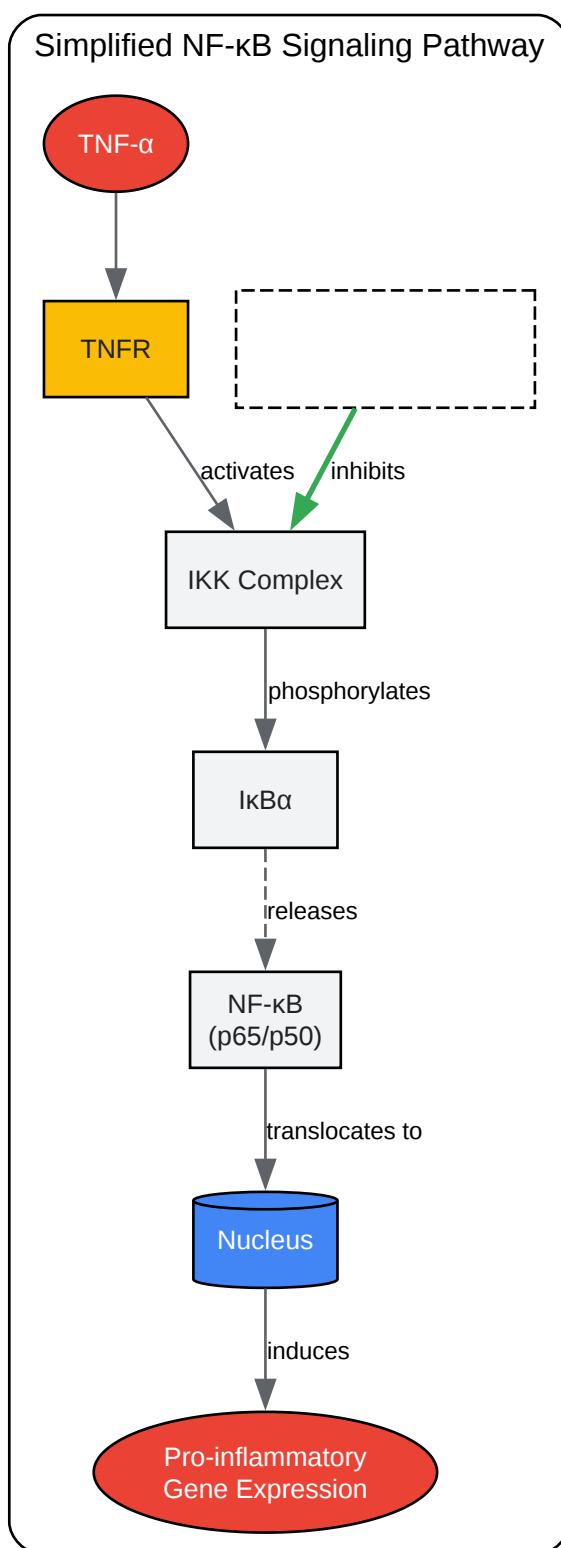 Simplified NF-κB Signaling Pathway
TNF-α
TNFR
activates
inhibits
IKK Complex
phosphorylates
IκBα
releases
NF-κB
(p65/p50)
translocates to
Nucleus
induces
Pro-inflammatory
Gene Expression